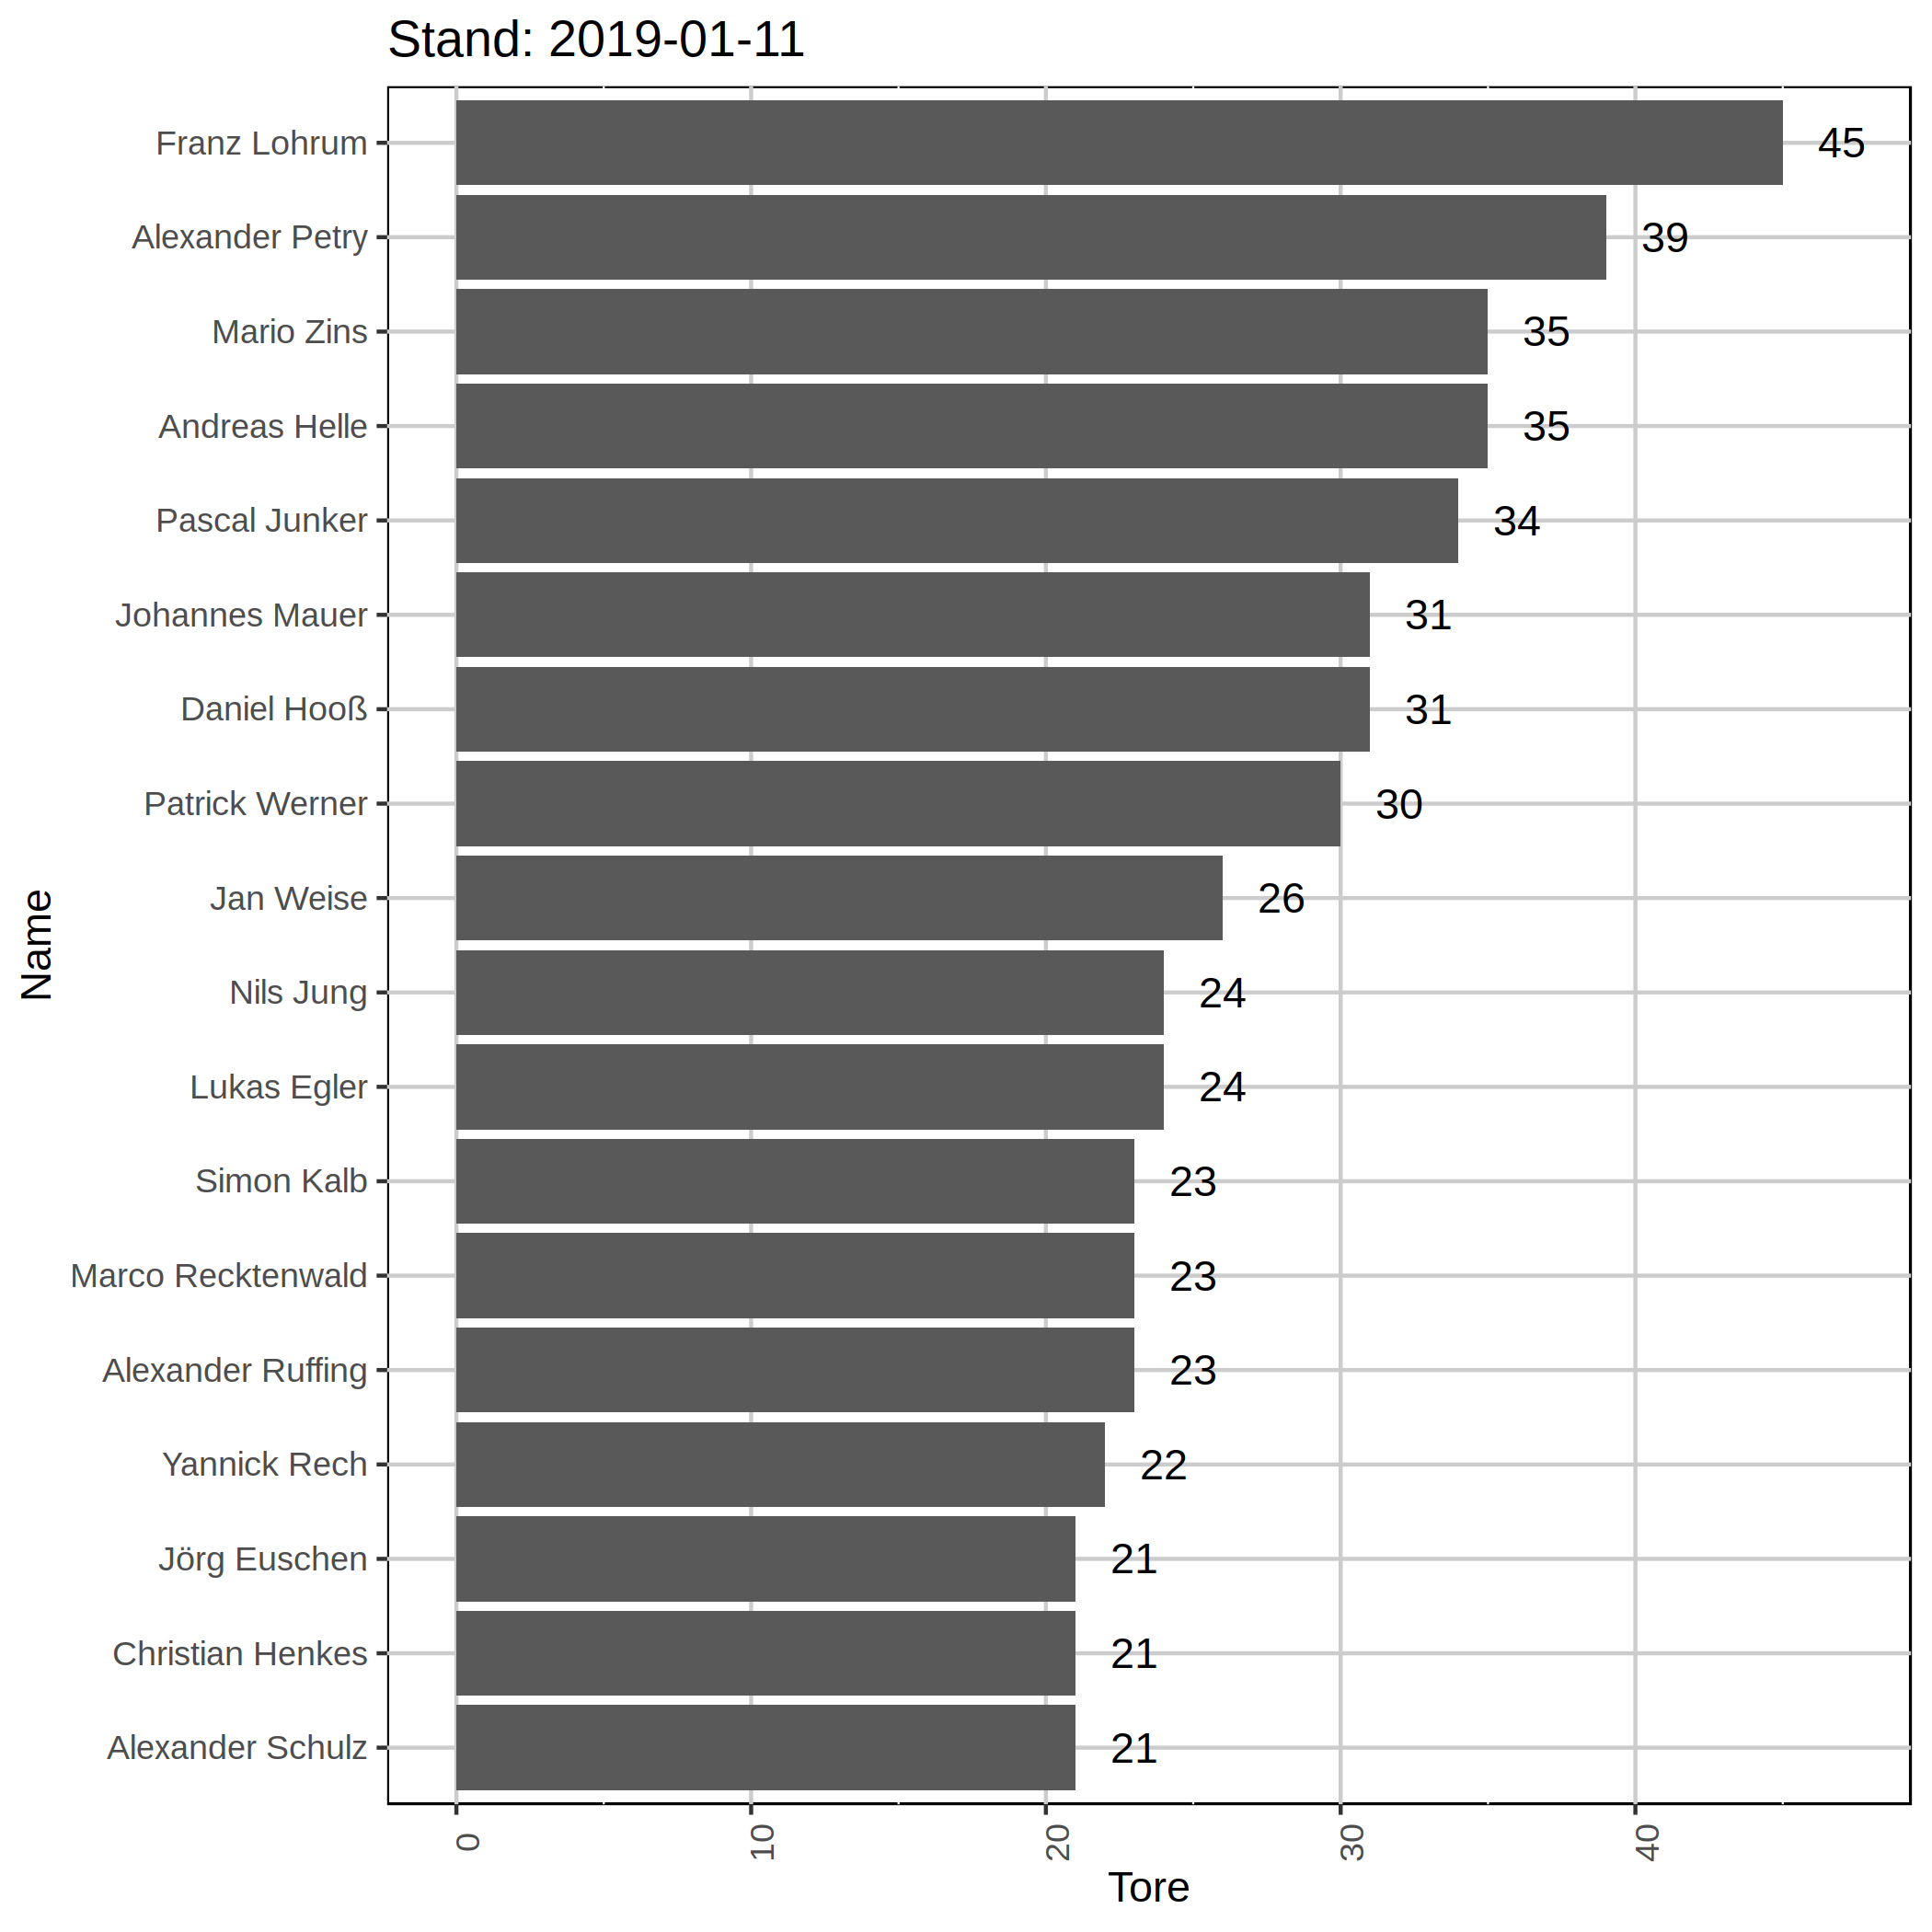 Stand: 2019-01-11
Franz Lohrum 45
Alexander Petry 39
Mario Zins 35
Andreas Helle 35
Pascal Junker 34
Johannes Mauer 31
Daniel Hooß 31
Patrick Werner 30
Jan Weise 26
Nils Jung 24
Lukas Egler 24
Simon Kalb 23
Marco Recktenwald 23
Alexander Ruffing 23
Yannick Rech 22
Jörg Euschen 21
Christian Henkes 21
Alexander Schulz 21
Name
0 10 20 30 40
Tore